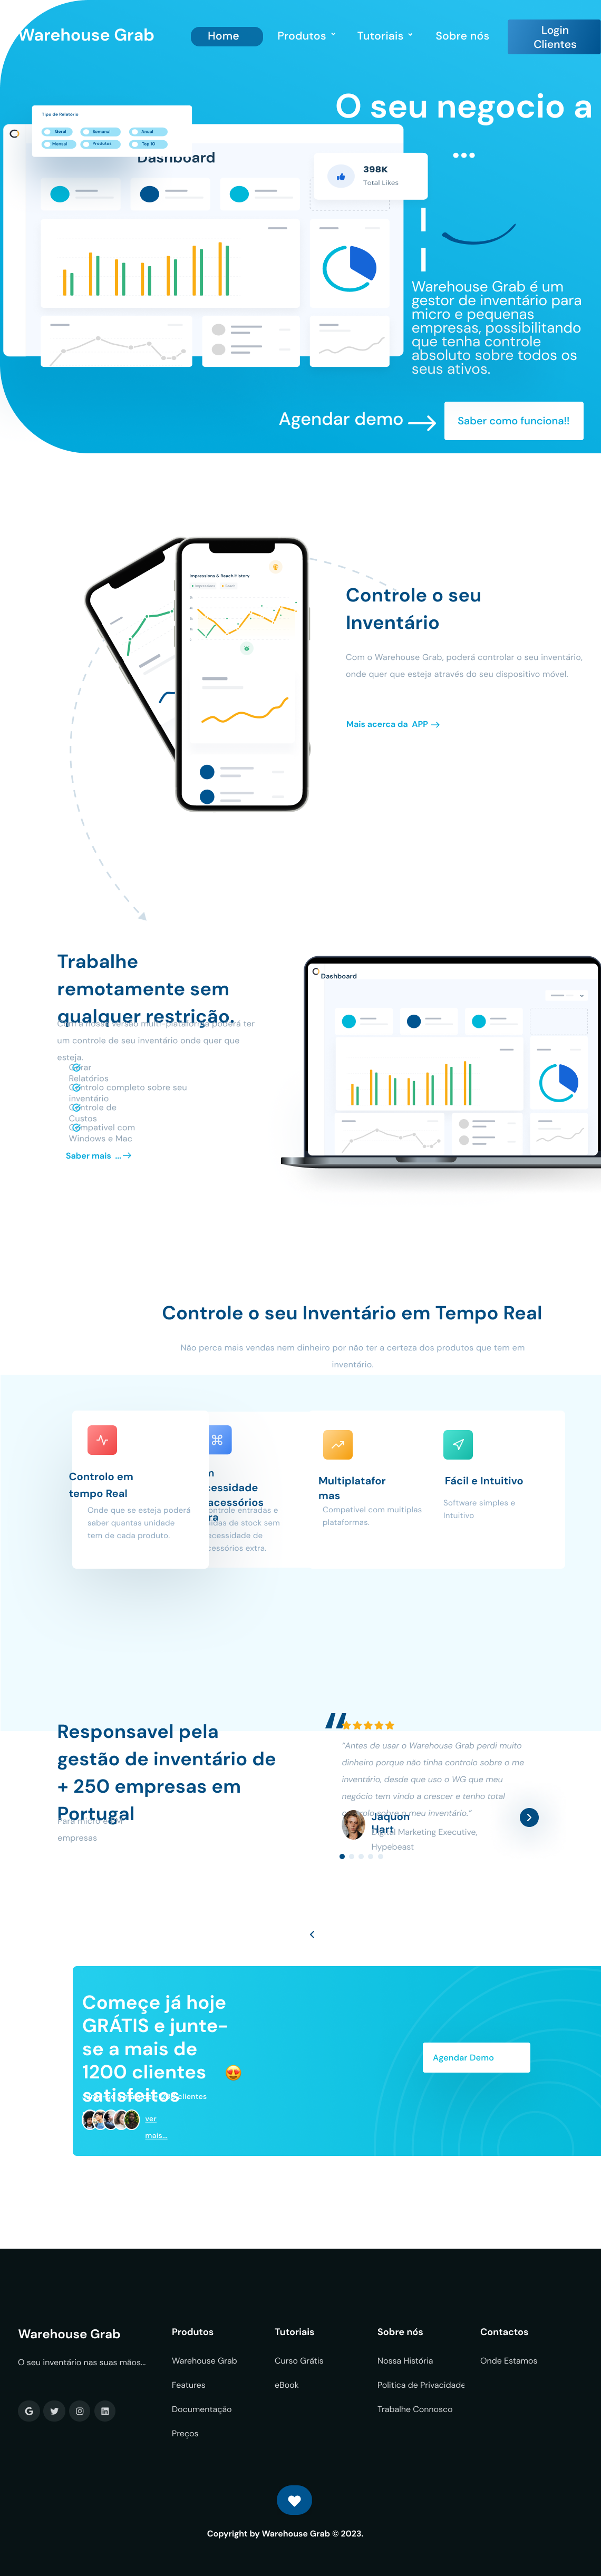 Warehouse Grab
Home
Produtos
Tutoriais
Sobre nós
Login
Clientes
O seu negocio a
...
Tipo de Relatório
Geral
Semanal
Anual
Mensal
Produtos
Top 10
Dashboard
398K
Total Likes
Warehouse Grab é um
gestor de inventário para
micro e pequenas
empresas, possibilitando
que tenha controle
absoluto sobre todos os
seus ativos.
Agendar demo
Saber como funciona!!
Impressions & Reach History
Impressions
Reach
Controle o seu
Inventário
Com o Warehouse Grab, poderá controlar o seu inventário,
onde quer que esteja através do seu dispositivo móvel.
Mais acerca da APP
Trabalhe
remotamente sem
qualquer restrição.
Com a nossa versão multi-plataforma poderá ter
um controle de seu inventário onde quer que
esteja.
Relatórios
Controlo completo sobre seu
inventário
Controle de
Custos
Compativel com
Windows e Mac
Saber mais ...
Dashboard
Controle o seu Inventário em Tempo Real
Não perca mais vendas nem dinheiro por não ter a certeza dos produtos que tem em
inventário.
Controlo em
tempo Real
Onde que se esteja poderá
saber quantas unidade
tem de cada produto.
acessórios
entradas e
de stock sem
de
extra.
Multiplatafor
mas
Compatível com muitiplas
plataformas.
Fácil e Intuitivo
Software simples e
Intuitivo
Responsavel pela
gestão de inventário de
+ 250 empresas em
Portugal
empresas
“Antes de usar o Warehouse Grab perdi muito
dinheiro porque não tinha controlo sobre o me
inventário, desde que uso o WG que meu
negócio tem vindo a crescer e tenho total
controlo sobre o meu inventário.”
Jaquon
Hart
Digital Marketing Executive,
Hypebeast
Começe já hoje
GRÁTIS e junte-
se a mais de
1200 clientes
satisfeitos
clientes
ver
mais...
Agendar Demo
Warehouse Grab
O seu inventário nas suas mãos...
Produtos
Warehouse Grab
Features
Documentação
Preços
Tutoriais
Curso Grátis
eBook
Sobre nós
Nossa História
Politica de Privacidade
Trabalhe Connosco
Contactos
Onde Estamos
Copyright by Warehouse Grab © 2023.